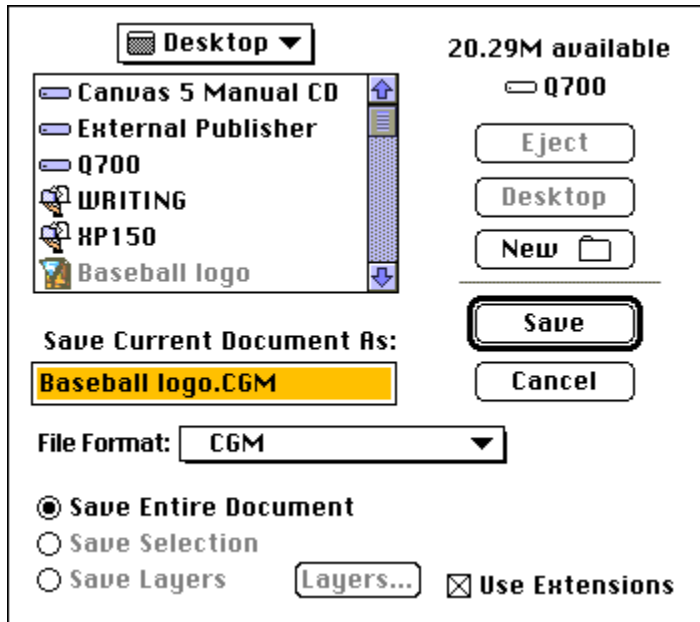 Desktop
20.29M available
Q700
Canvas 5 Manual CD
External Publisher
Q700
WRITING
XP150
Baseball logo
Eject
Desktop
New
Save
Cancel
Save Current Document As:
Baseball logo.CGM
File Format: CGM
Save Entire Document
Save Selection
Save Layers Layers... Use Extensions